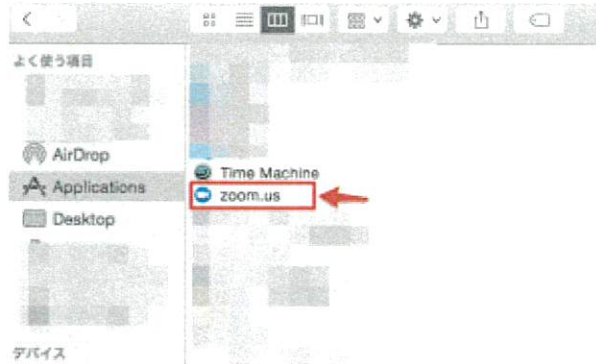 よく使う項目
AirDrop
Applications
Desktop
デバイス
Time Machine
zoom.us